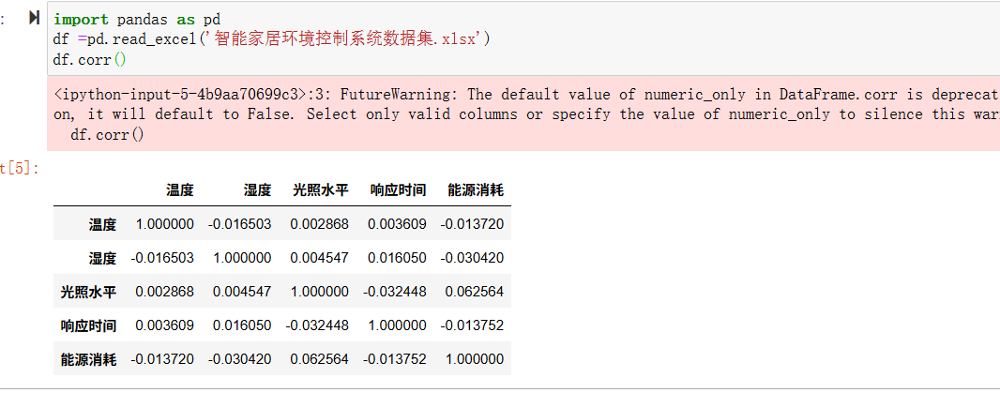 :
import pandas as pd
df =pd.read_excel('智能家居环境控制系统数据集.xlsx')
df.corr()
<ipython-input-5-4b9aa70699c3>:3: FutureWarning: The default value of numeric_only in DataFrame.corr is deprecat
on, it will default to False. Select only valid columns or specify the value of numeric_only to silence this war
df.corr()
t[5]:
温度 湿度 光照水平 响应时间 能源消耗
温度 1.000000 -0.016503 0.002868 0.003609 -0.013720
湿度 -0.016503 1.000000 0.004547 0.016050 -0.030420
光照水平 0.002868 0.004547 1.000000 -0.032448 0.062564
响应时间 0.003609 0.016050 -0.032448 1.000000 -0.013752
能源消耗 -0.013720 -0.030420 0.062564 -0.013752 1.000000